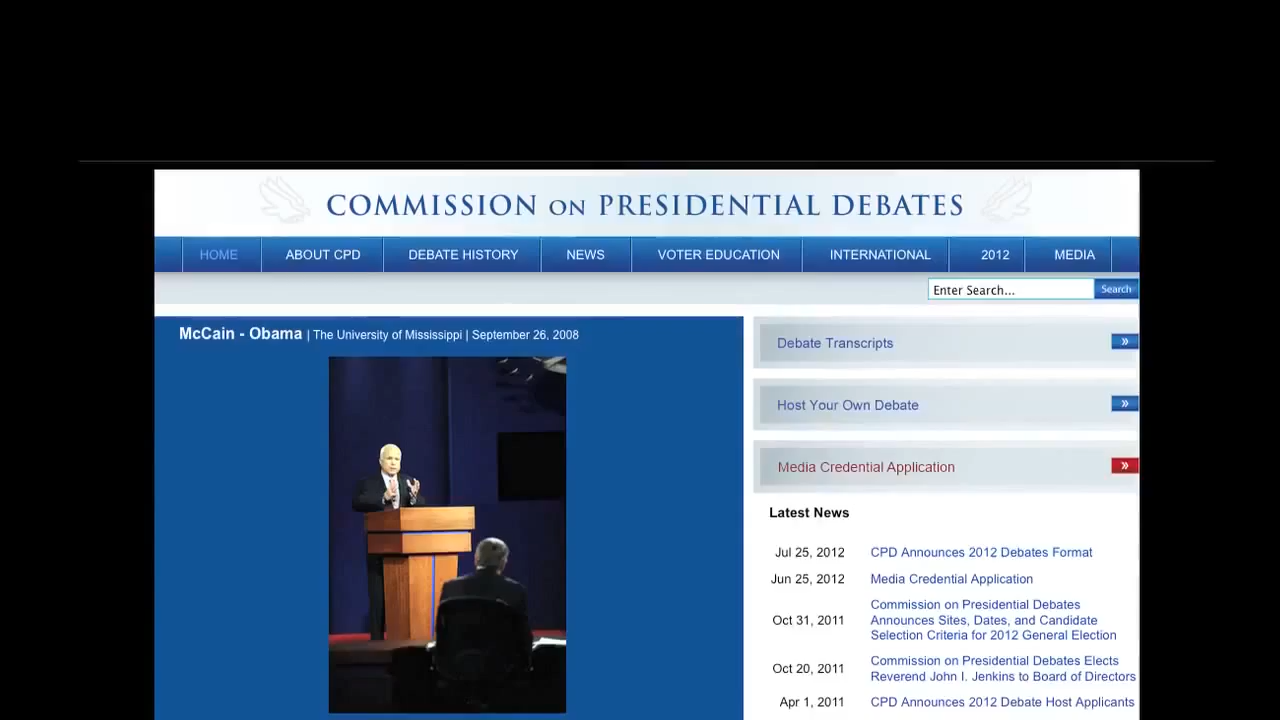 COMMISSION ON PRESIDENTIAL DEBATES
HOME ABOUT CPD DEBATE HISTORY NEWS VOTER EDUCATION INTERNATIONAL 2012 MEDIA
Enter Search... Search
McCain - Obama | The University of Mississippi | September 26, 2008
Debate Transcripts »
Host Your Own Debate »
Media Credential Application »
Latest News
Jul 25, 2012 CPD Announces 2012 Debates Format
Jun 25, 2012 Media Credential Application
Commission on Presidential Debates
Oct 31, 2011 Announces Sites, Dates, and Candidate
Selection Criteria for 2012 General Election
Oct 20, 2011 Commission on Presidential Debates Elects
Reverend John I. Jenkins to Board of Directors
Apr 1, 2011 CPD Announces 2012 Debate Host Applicants